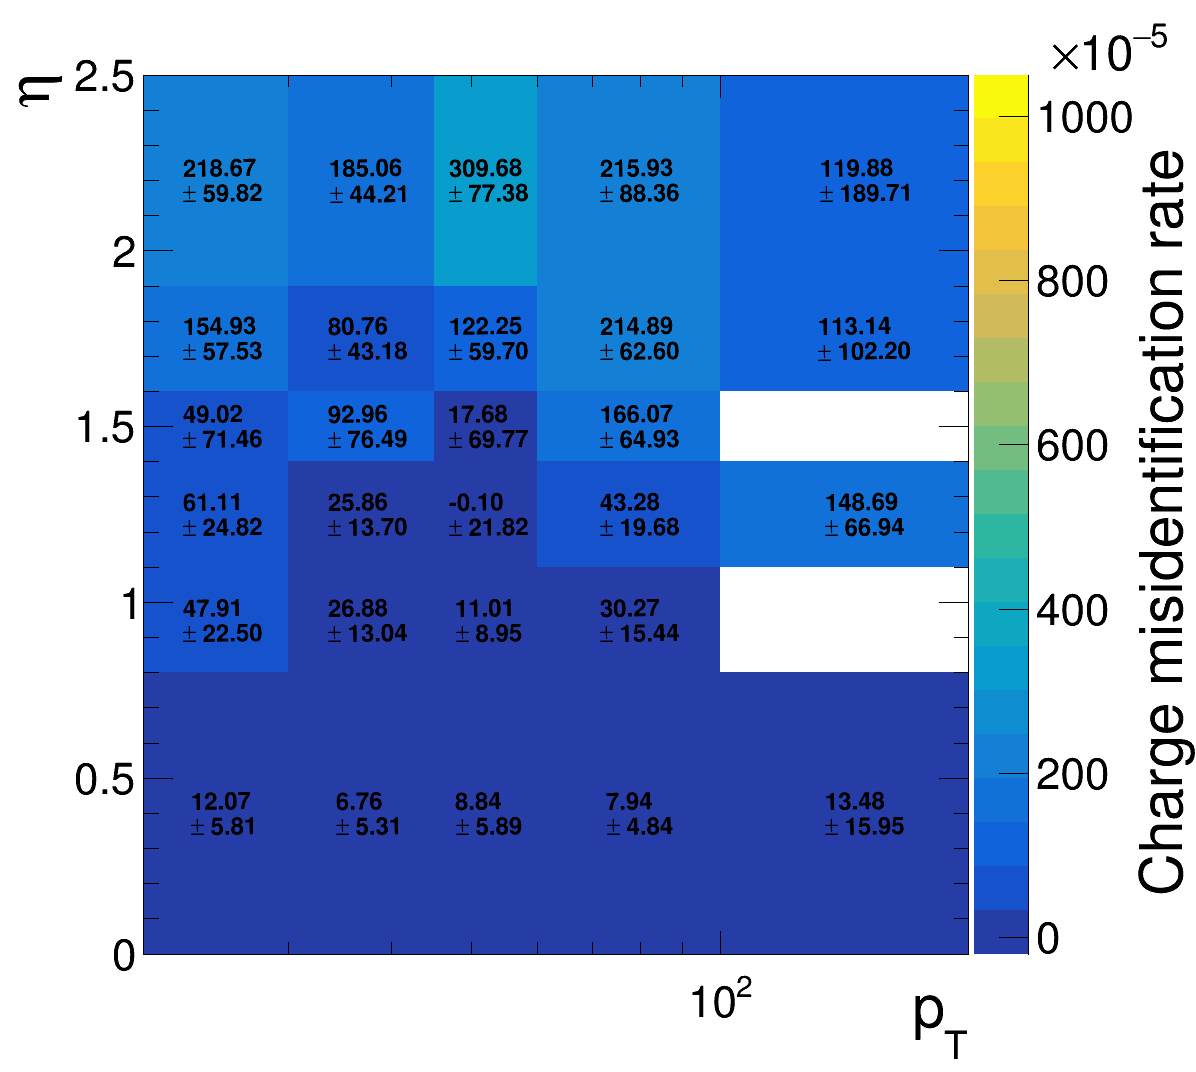 ×10⁻⁵
η
2.5
1000
218.67 185.06 309.68 215.93 119.88
± 59.82 ± 44.21 ± 77.38 ± 88.36 ± 189.71
2
800
154.93 80.76 122.25 214.89 113.14
± 57.53 ± 43.18 ± 59.70 ± 62.60 ± 102.20
1.5
600
49.02 92.96 17.68 166.07
± 71.46 ± 76.49 ± 69.77 ± 64.93
61.11 25.86 -0.10 43.28 148.69
± 24.82 ± 13.70 ± 21.82 ± 19.68 ± 66.94
1
400
47.91 26.88 11.01 30.27
± 22.50 ± 13.04 ± 8.95 ± 15.44
0.5
200
12.07 6.76 8.84 7.94 13.48
± 5.81 ± 5.31 ± 5.89 ± 4.84 ± 15.95
0
0
10²
p_T
Charge misidentification rate